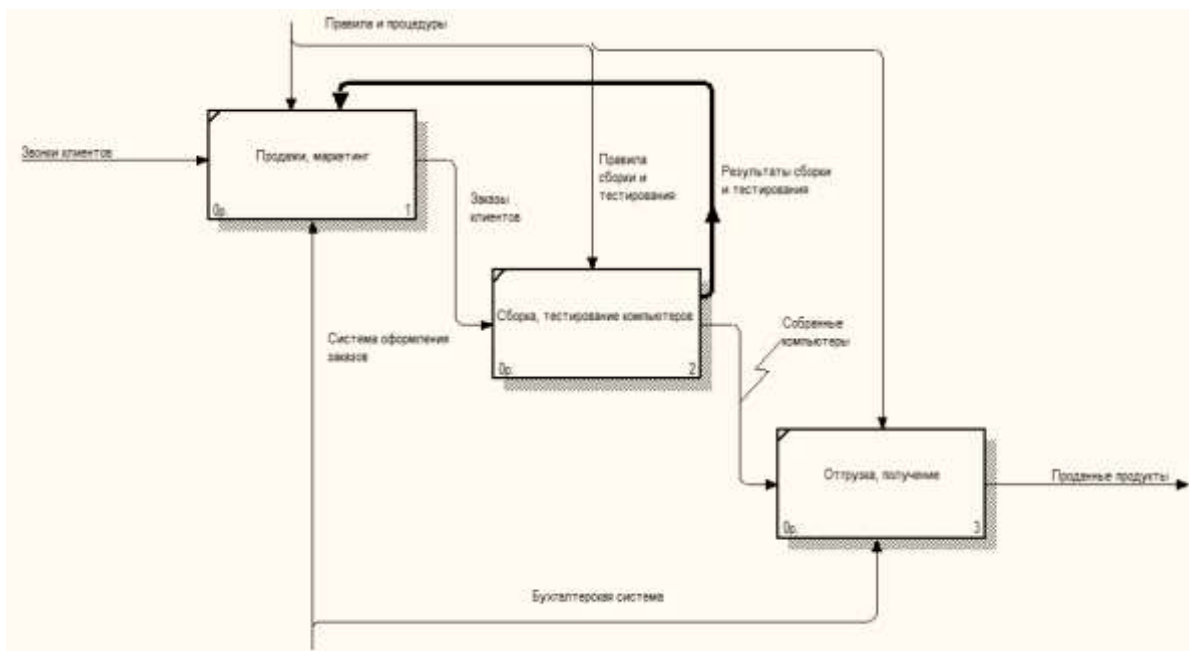 Правила и процедуры
Звонки клиентов
Продажи, маркетинг
0р.
1
Заказы
клиентов
Правила
сборки и
тестирования
Результаты сборки
и тестирования
Система оформления
заказов
Сборка, тестирование компьютеров
0р.
2
Собранные
компьютеры
Отгрузка, получение
0р.
3
Проданные продукты
Бухгалтерская система